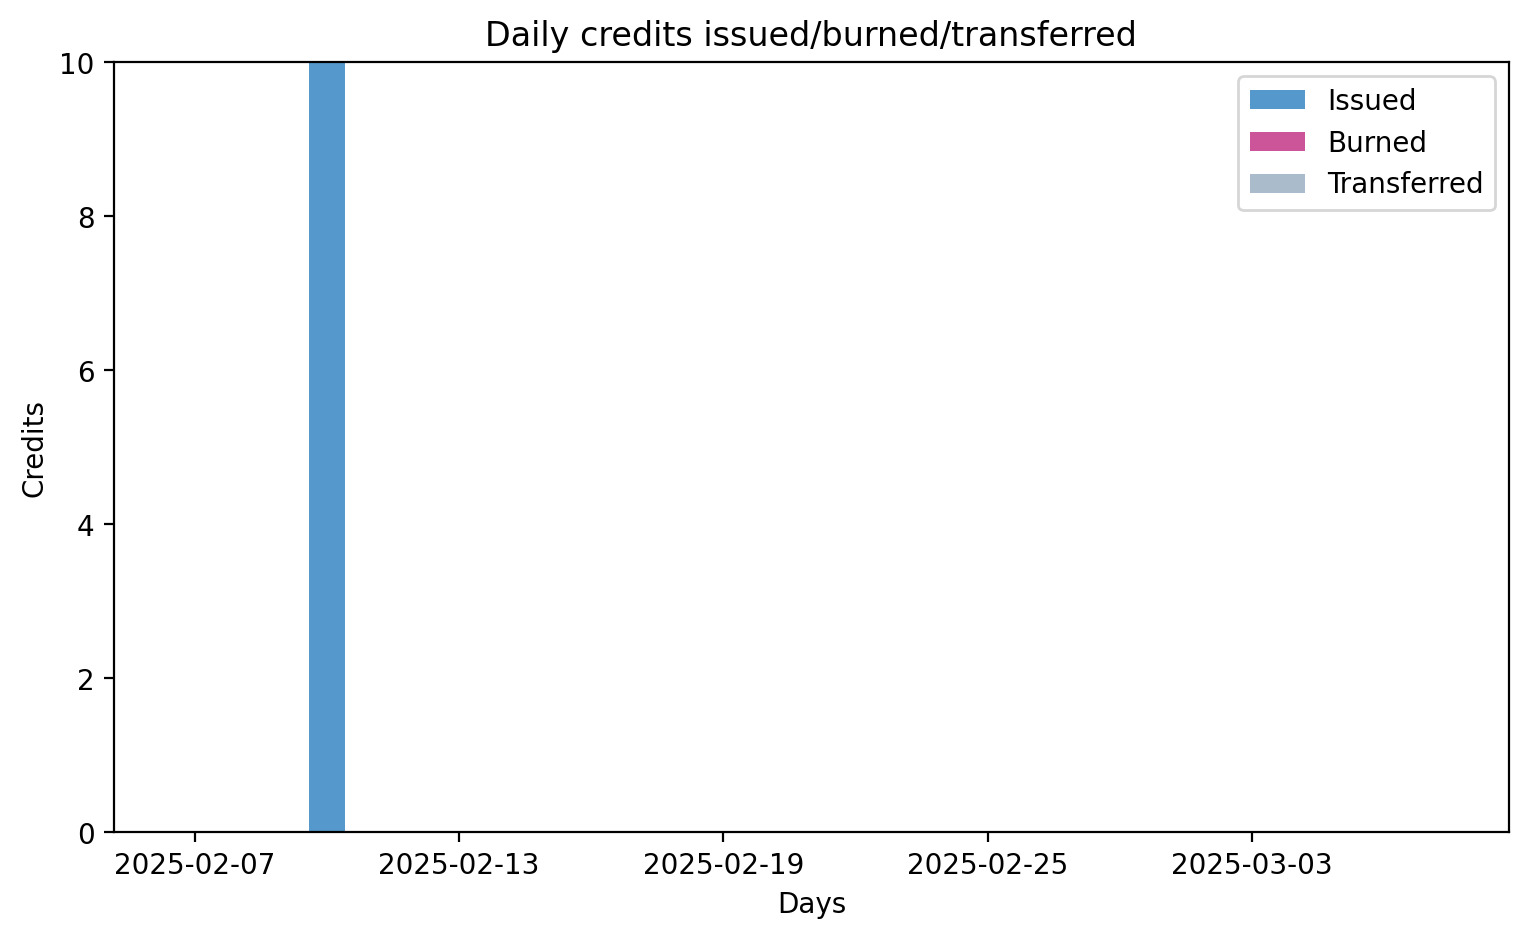 Daily credits issued/burned/transferred
10
8
6
4
2
0
Credits
Issued
Burned
Transferred
2025-02-07 2025-02-13 2025-02-19 2025-02-25 2025-03-03
Days